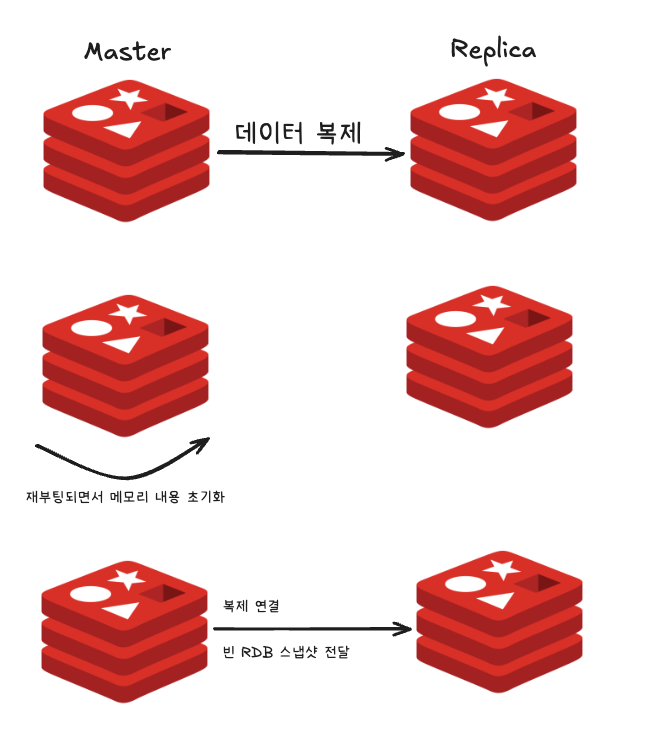 Master
Replica
데이터 복제
재부팅되면서 메모리 내용 초기화
복제 연결
빈 RDB 스냅샷 전달